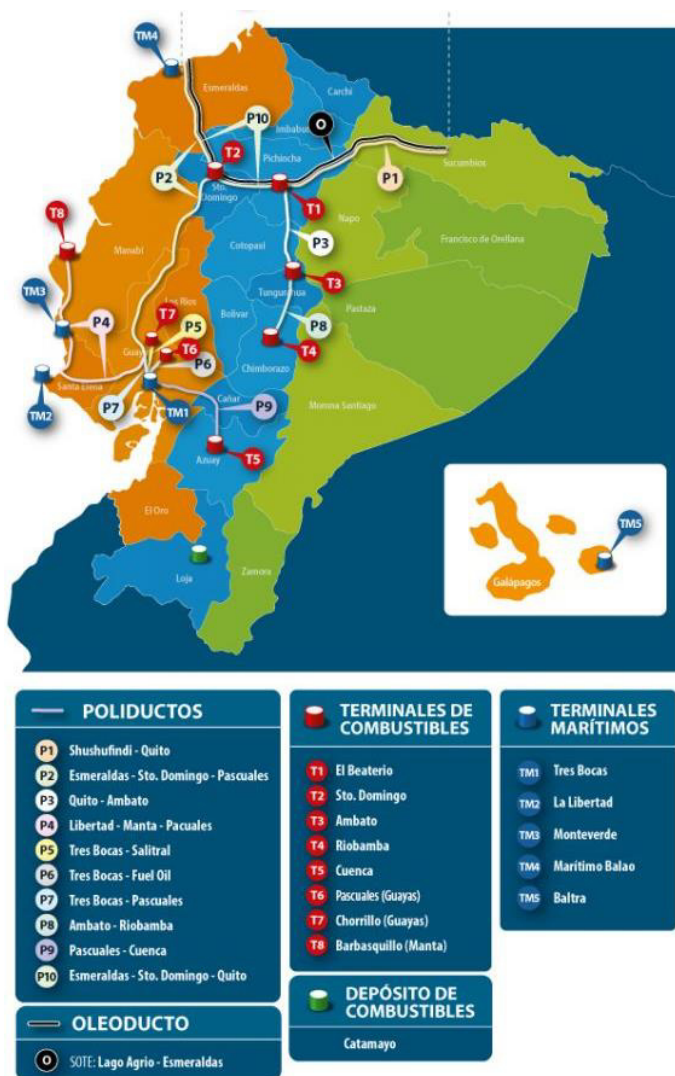 TM4
Esmeraldas
Carchi
P10
O
Imbabura
T2
Pichincha
P2
Sto.
Domingo
P1
Sucumbios
T1
T8
Napo
Manabí
Cotopaxi
P3
Francisco de Orellana
T3
TM3
Los Ríos
Tungurahua
T7
Bolivar
Pastaza
P4
P5
P8
Guayas
T6
T4
P6
Santa Elena
Chimborazo
TM2
P7
TM1
Cañar
P9
Morona Santiago
Azuay
T5
El Oro
TM5
Loja
Zamora
Galápagos
POLIDUCTOS
P1 Shushufindi - Quito
P2 Esmeraldas - Sto. Domingo - Pascuales
P3 Quito - Ambato
P4 Libertad - Manta - Pacuales
P5 Tres Bocas - Salitral
P6 Tres Bocas - Fuel Oil
P7 Tres Bocas - Pascuales
P8 Ambato - Riobamba
P9 Pascuales - Cuenca
P10 Esmeraldas - Sto. Domingo - Quito
OLEODUCTO
O SOTE: Lago Agrio - Esmeraldas
TERMINALES DE
COMBUSTIBLES
T1 El Beaterio
T2 Sto. Domingo
T3 Ambato
T4 Riobamba
T5 Cuenca
T6 Pascuales (Guayas)
T7 Chorrillo (Guayas)
T8 Barbasquillo (Manta)
DEPÓSITO DE
COMBUSTIBLES
Catamayo
TERMINALES
MARÍTIMOS
TM1 Tres Bocas
TM2 La Libertad
TM3 Monteverde
TM4 Marítimo Balao
TM5 Baltra